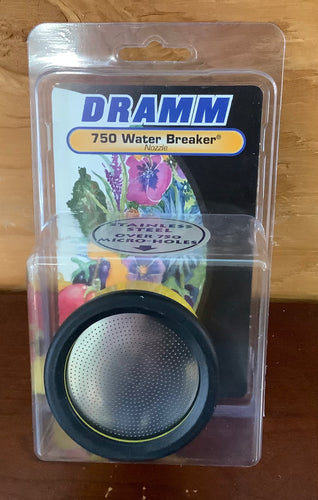 DRAMM
750 Water Breaker®
Nozzle
STAINLESS
STEEL
OVER 750
MICRO-HOLES